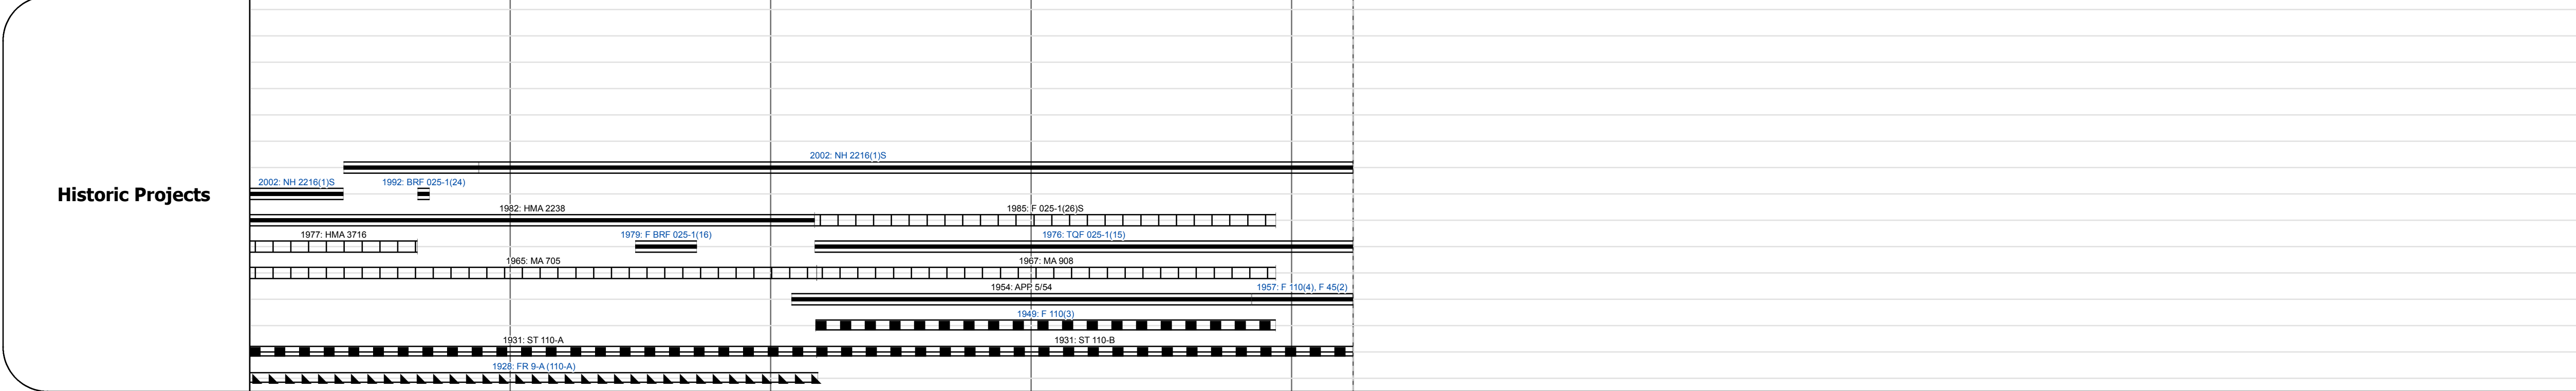 2002: NH 2216(1)S
Historic Projects
2002: NH 2216(1)S 1992: BRF 025-1(24)
1982: HMA 2238 1985: F 025-1(26)S
1977: HMA 3716 1979: F BRF 025-1(16) 1976: TQF 025-1(15)
1965: MA 705 1967: MA 908
1954: APP 5/54 1957: F 110(4), F 45(2)
1949: F 110(3)
1931: ST 110-A 1931: ST 110-B
1928: FR 9-A (110-A)